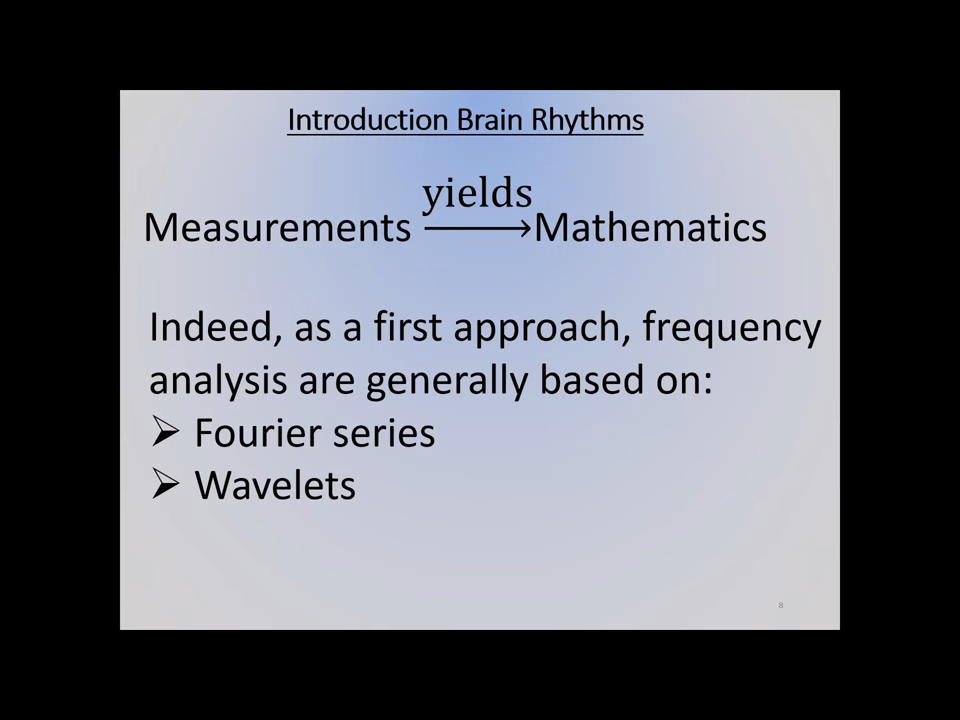 Introduction Brain Rhythms
yields
Measurements ⟶ Mathematics
Indeed, as a first approach, frequency
analysis are generally based on:
➢ Fourier series
➢ Wavelets
8